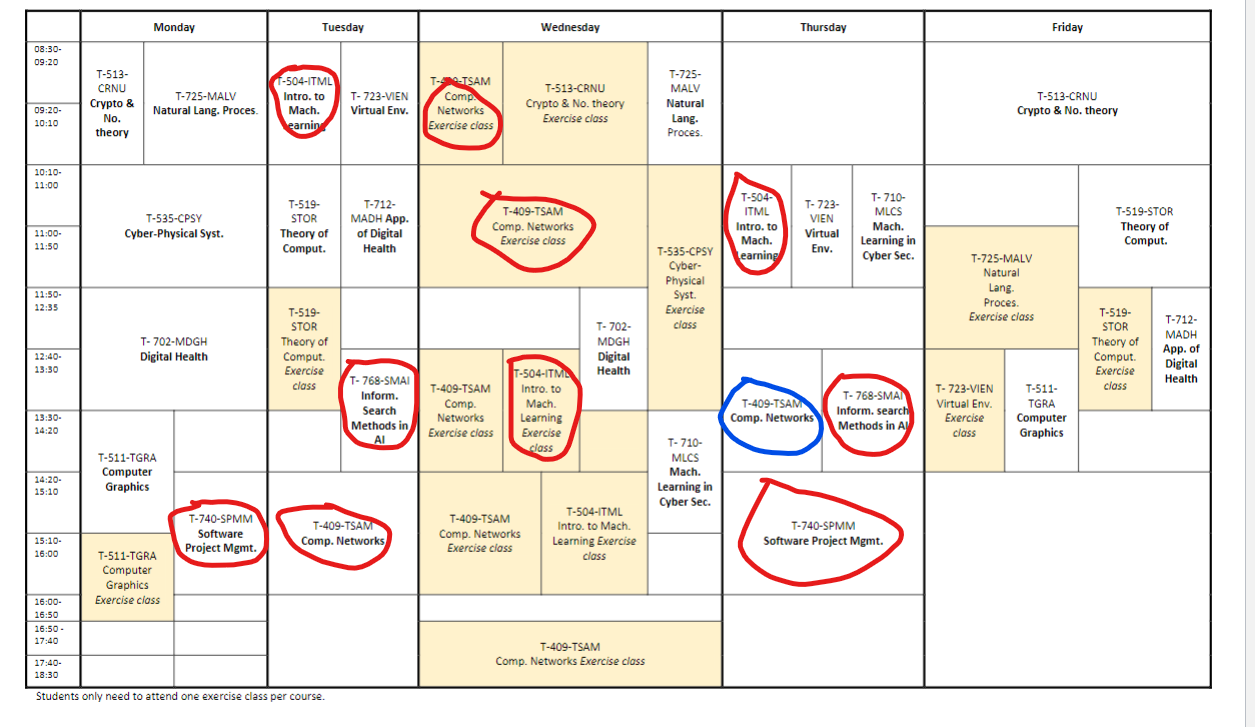 Monday
Tuesday
Wednesday
Thursday
Friday
08:30-
09:20
T-513-
CRNU
Crypto &
No.
theory
T-725-MALV
Natural Lang. Proces.
T-504-ITML
Intro. to
Mach.
Learning
T- 723-VIEN
Virtual Env.
T-409-TSAM
Comp.
Networks
Exercise class
T-513-CRNU
Crypto & No. theory
Exercise class
T-725-
MALV
Natural
Lang.
Proces.
T-513-CRNU
Crypto & No. theory
09:20-
10:10
10:10-
11:00
T-535-CPSY
Cyber-Physical Syst.
T-519-
STOR
Theory of
Comput.
T-712-
MADH App.
of Digital
Health
T-409-TSAM
Comp. Networks
Exercise class
T-535-CPSY
Cyber-
Physical
Syst.
Exercise
class
T-504-
ITML
Intro. to
Mach.
Learning
T- 723-
VIEN
Virtual
Env.
T- 710-
MLCS
Mach.
Learning in
Cyber Sec.
T-519-STOR
Theory of
Comput.
11:00-
11:50
T-725-MALV
Natural
Lang.
Proces.
Exercise class
11:50-
12:35
T- 702-MDGH
Digital Health
T-519-
STOR
Theory of
Comput.
Exercise
class
T- 702-
MDGH
Digital
Health
T-519-
STOR
Theory of
Comput.
Exercise
class
T-712-
MADH
App. of
Digital
Health
12:40-
13:30
T- 768-SMAI
Inform.
Search
Methods in
AI
T-409-TSAM
Comp.
Networks
Exercise class
T-504-ITML
Intro. to
Mach.
Learning
Exercise
class
T-409-TSAM
Comp. Networks
T- 768-SMAI
Inform. search
Methods in AI
T- 723-VIEN
Virtual Env.
Exercise
class
T-511-
TGRA
Computer
Graphics
13:30-
14:20
T-511-TGRA
Computer
Graphics
T- 710-
MLCS
Mach.
Learning in
Cyber Sec.
14:20-
15:10
T-740-SPMM
Software
Project Mgmt.
T-409-TSAM
Comp. Networks
T-409-TSAM
Comp. Networks
Exercise class
T-504-ITML
Intro. to Mach.
Learning Exercise
class
T-740-SPMM
Software Project Mgmt.
15:10-
16:00
T-511-TGRA
Computer
Graphics
Exercise class
16:00-
16:50
16:50 -
17:40
T-409-TSAM
Comp. Networks Exercise class
17:40-
18:30
Students only need to attend one exercise class per course.